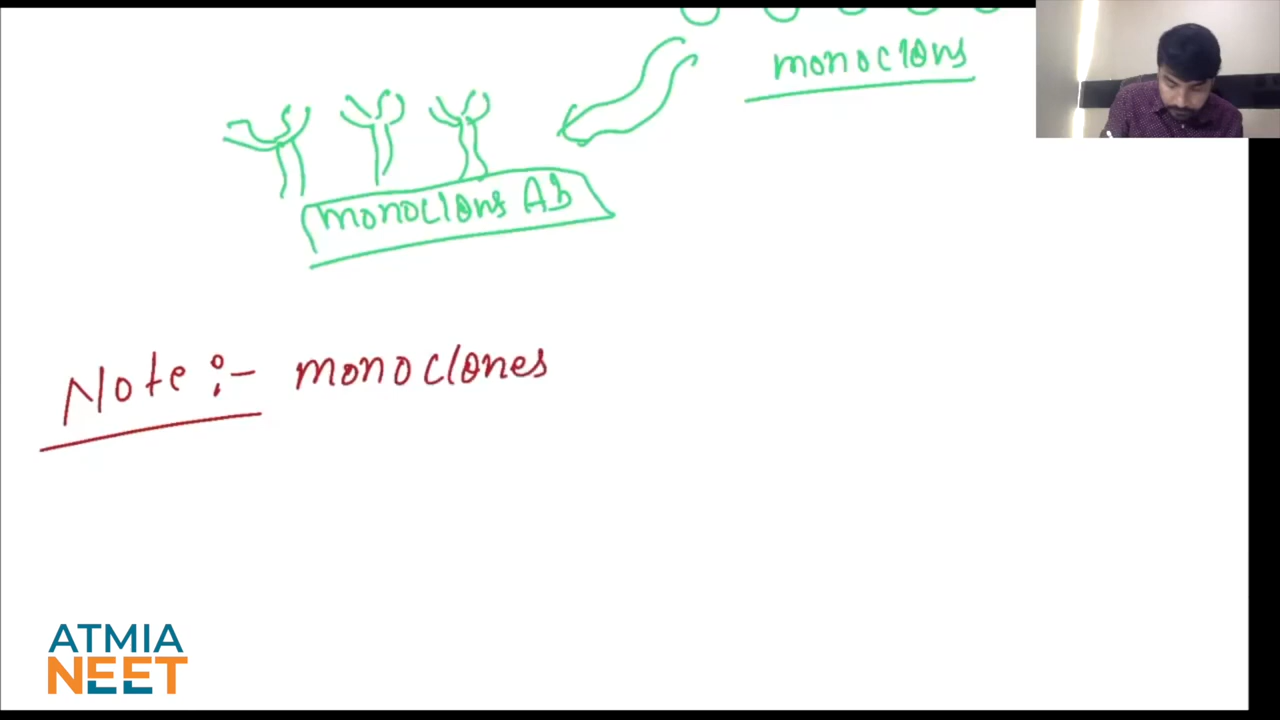 monoclons
monoclons Ab
Note :- monoclones
ATMIA
NEET